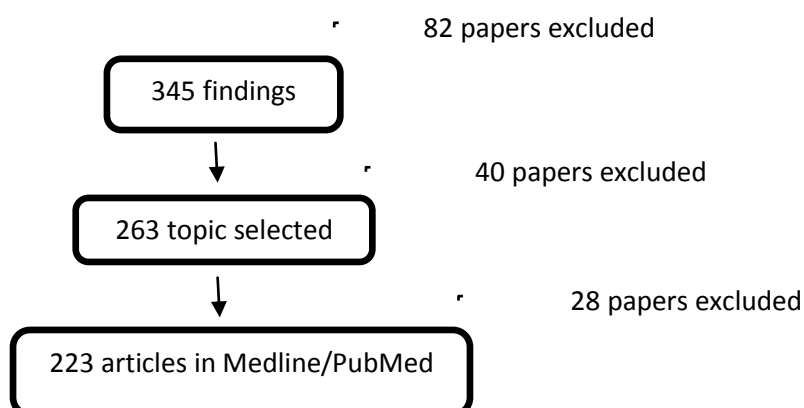 82 papers excluded
345 findings
40 papers excluded
263 topic selected
28 papers excluded
223 articles in Medline/PubMed